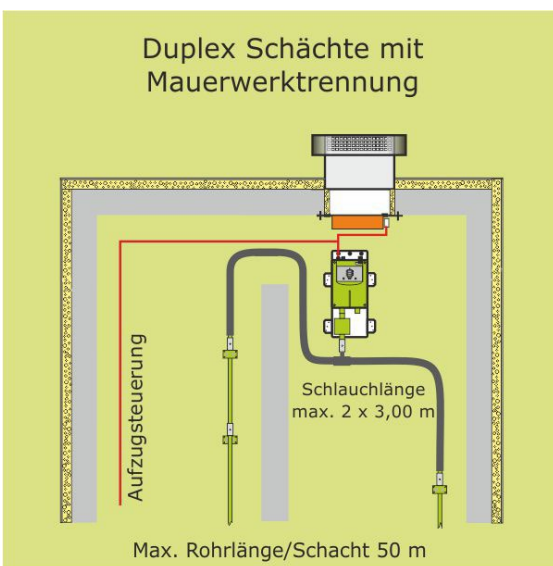 Duplex Schächte mit
Mauerwerktrennung
Aufzugsteuerung
Schlauchlänge
max. 2 x 3,00 m
Max. Rohrlänge/Schacht 50 m